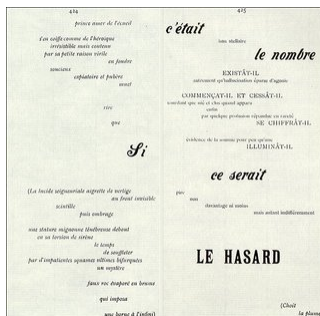 424
prince amer de l'écueil
s'en coiffe comme de l'héroïque
irrésistible mais contenu
par sa petite raison virile
en foudre
soucieux
expiatoire et pubère
muet
rire
que
Si
(La lucide seigneuriale aigrette de vertige
au front invisible
scintille
puis ombrage
une stature mignonne ténébreuse debout
en sa torsion de sirène
le temps
de souffleter
par d'impatientes squames ultimes bifurquées
un mystère
faux roc évaporé en brume
qui imposa
une borne à l'infini)
425
c'était
issu stellaire
le nombre
EXISTÂT-IL
autrement qu'hallucination éparse d'agonie
COMMENÇÂT-IL ET CESSÂT-IL
sourdant que nié et clos quand apparu
enfin
par quelque profusion répandue en rareté
SE CHIFFRÂT-IL
évidence de la somme pour peu qu'une
ILLUMINÂT-IL
ce serait
pire
non
davantage ni moins
mais autant indifféremment
LE HASARD
(Choit
la plume